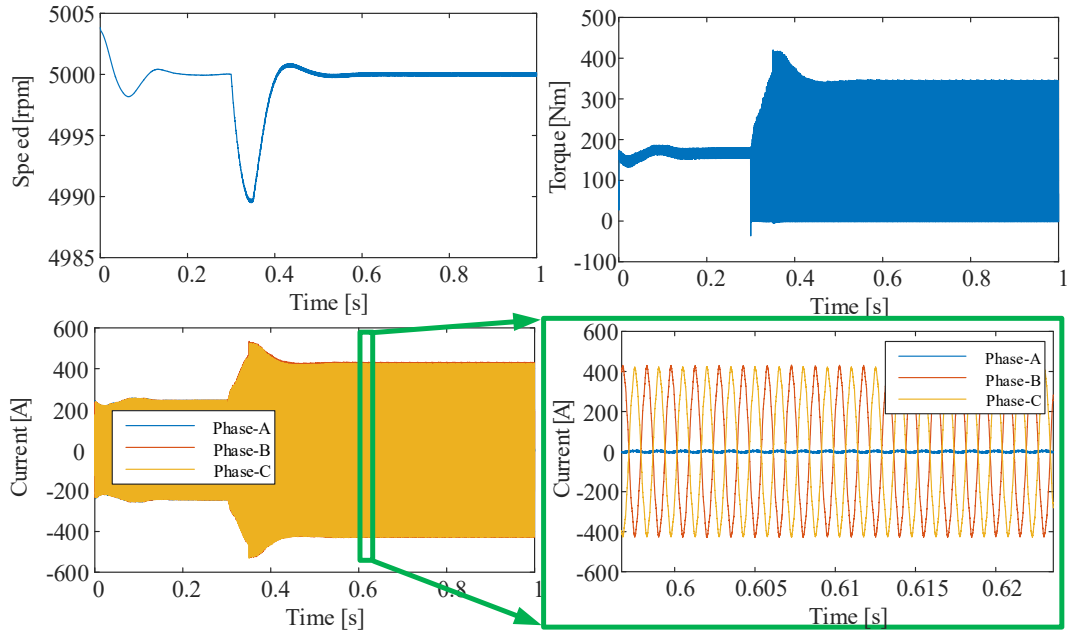 5005
5000
4995
4990
4985
Speed [rpm]
0 0.2 0.4 0.6 0.8 1
Time [s]
500
400
300
200
100
0
-100
Torque [Nm]
0 0.2 0.4 0.6 0.8 1
Time [s]
600
400
200
0
-200
-400
-600
Current [A]
Phase-A
Phase-B
Phase-C
0 0.2 0.4 0.6 0.8 1
Time [s]
600
400
200
0
-200
-400
-600
Current [A]
Phase-A
Phase-B
Phase-C
0.6 0.605 0.61 0.615 0.62
Time [s]